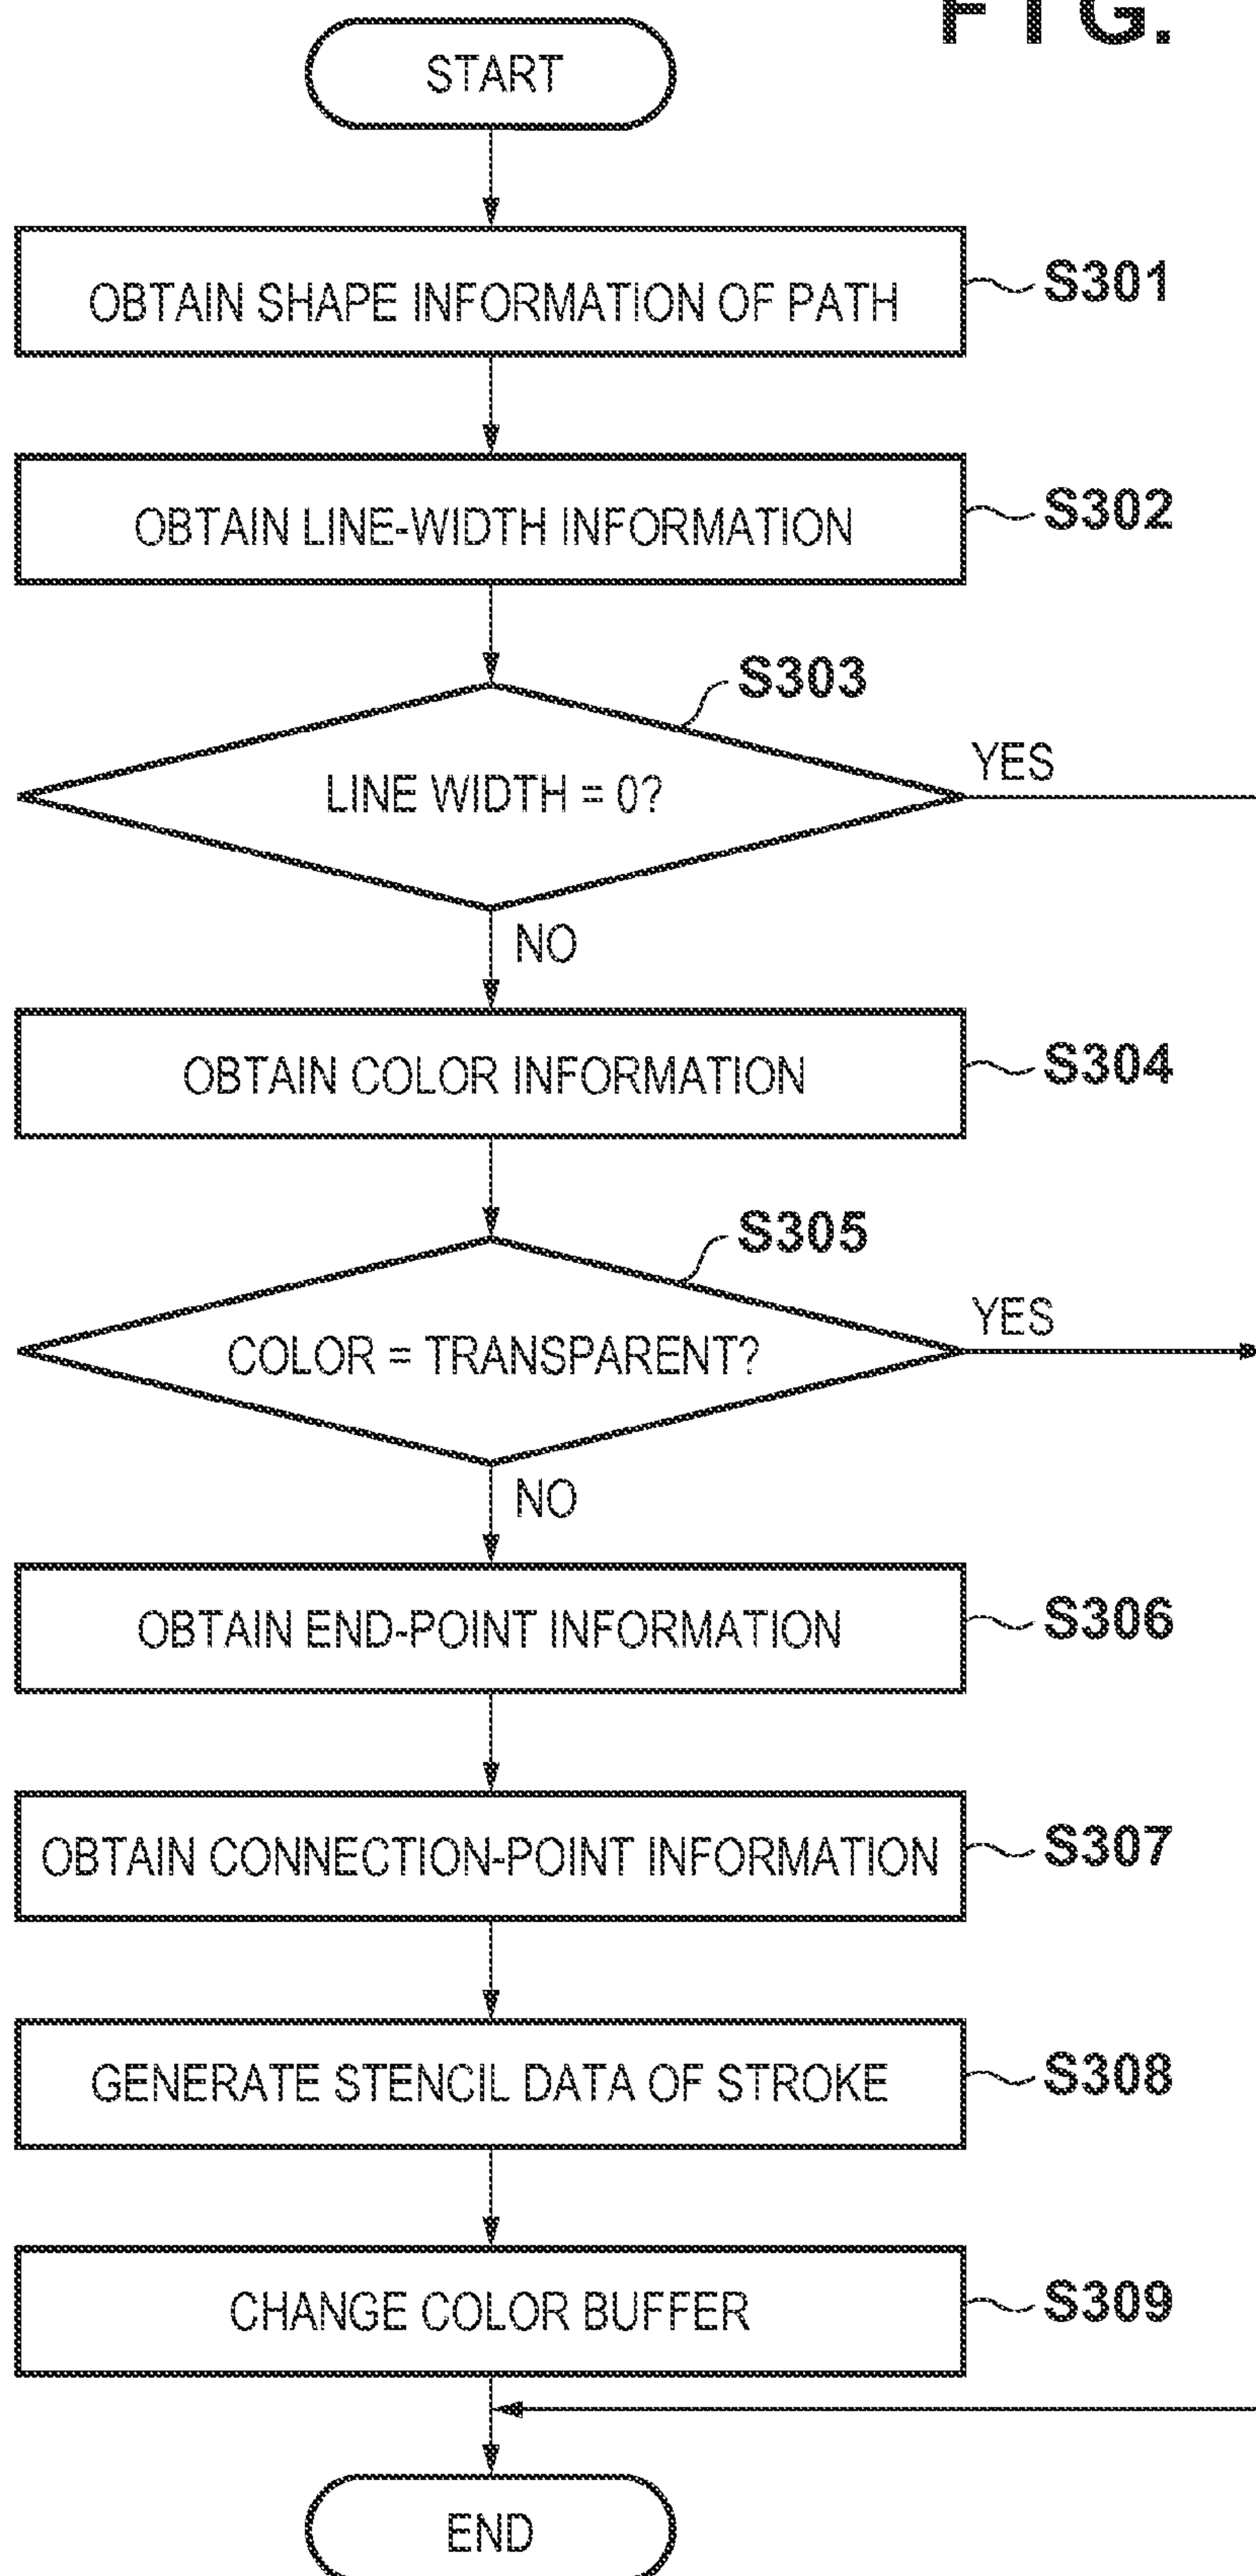 FIG.
START
OBTAIN SHAPE INFORMATION OF PATH
S301
OBTAIN LINE-WIDTH INFORMATION
S302
S303
LINE WIDTH = 0?
YES
NO
OBTAIN COLOR INFORMATION
S304
S305
COLOR = TRANSPARENT?
YES
NO
OBTAIN END-POINT INFORMATION
S306
OBTAIN CONNECTION-POINT INFORMATION
S307
GENERATE STENCIL DATA OF STROKE
S308
CHANGE COLOR BUFFER
S309
END